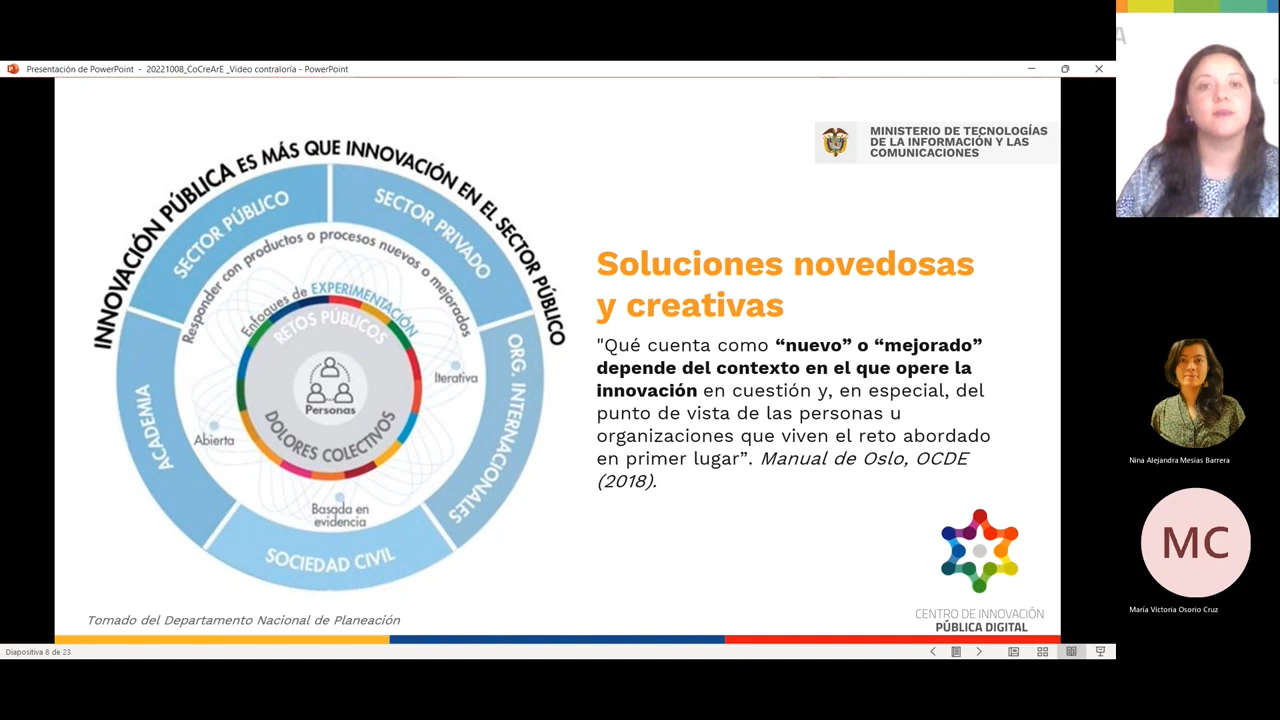 Presentación de PowerPoint - 20221008_CoCreArE _Video contraloría - PowerPoint
MINISTERIO DE TECNOLOGÍAS
DE LA INFORMACIÓN Y LAS
COMUNICACIONES
INNOVACIÓN PÚBLICA ES MÁS QUE INNOVACIÓN EN EL SECTOR PÚBLICO
SECTOR PÚBLICO
SECTOR PRIVADO
Responder con productos o procesos nuevos o mejorados
Enfoques de EXPERIMENTACIÓN
RETOS PÚBLICOS
Personas
DOLORES COLECTIVOS
Iterativa
Abierta
Basada en
evidencia
ACADEMIA
ORG. INTERNACIONALES
SOCIEDAD CIVIL
Soluciones novedosas
y creativas
"Qué cuenta como “nuevo” o “mejorado”
depende del contexto en el que opere la
innovación en cuestión y, en especial, del
punto de vista de las personas u
organizaciones que viven el reto abordado
en primer lugar”. Manual de Oslo, OCDE
(2018).
CENTRO DE INNOVACIÓN
PÚBLICA DIGITAL
Tomado del Departamento Nacional de Planeación
Diapositiva 8 de 23
A
Nina Alejandra Mesias Barrera
MC
María Victoria Osorio Cruz